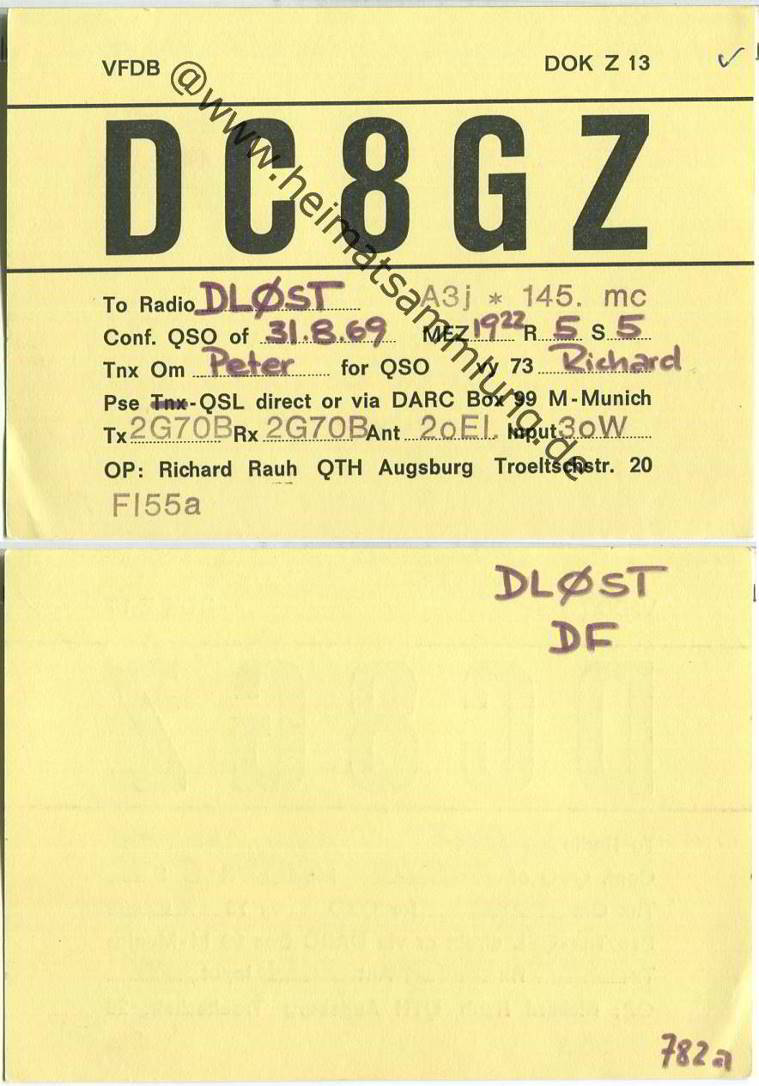 VFDB DOK Z 13
DC8GZ
To Radio DLØST A3j * 145. mc
Conf. QSO of 31.8.69 MEZ 19²² R 5 S 5
Tnx Om Peter for QSO vy 73 Richard
Pse Tnx-QSL direct or via DARC Box 99 M-Munich
Tx 2G70B Rx 2G70B Ant 2oEl. Input 3oW
OP: Richard Rauh QTH Augsburg Troeltschstr. 20
FI55a
@www.heimatsammlung.de
DLØST
DF
782a